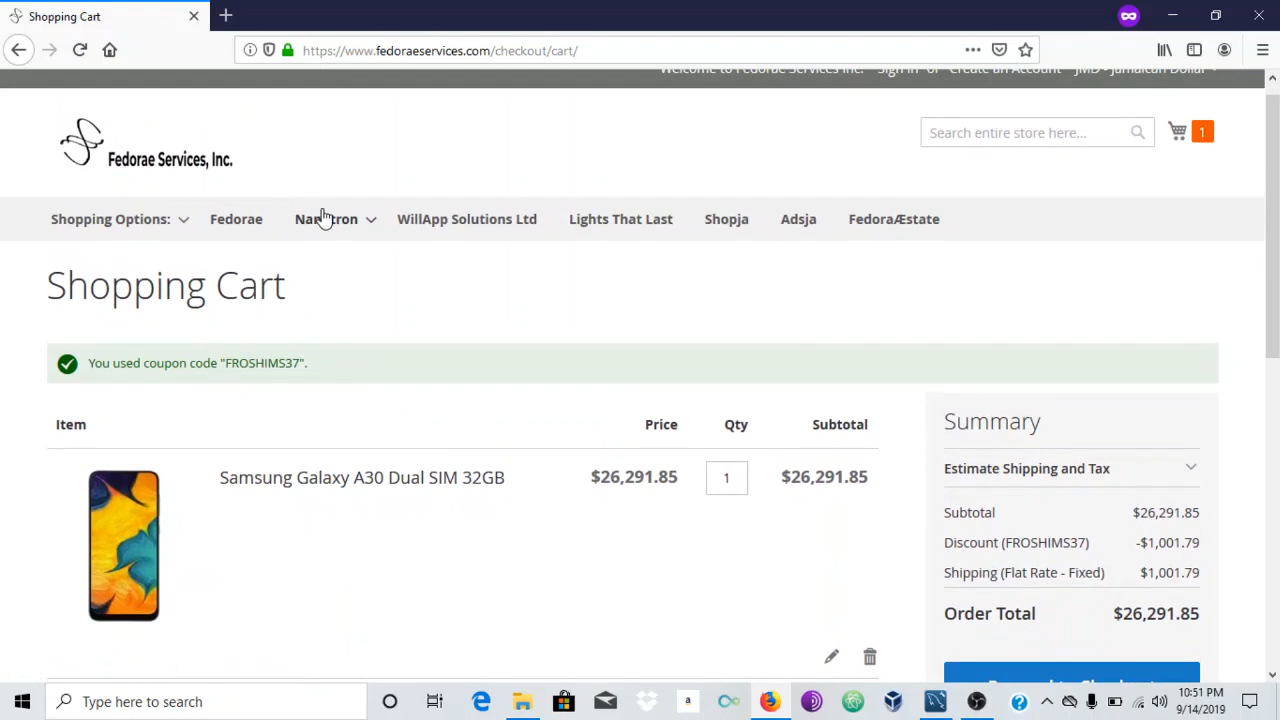 Shopping Cart
https://www.fedoraeservices.com/checkout/cart/
Welcome to Fedorae Services Inc. Sign In or Create an Account JMD - Jamaican Dollar
Fedorae Services, Inc.
Search entire store here...
1
Shopping Options: Fedorae WillApp Solutions Ltd Lights That Last Shopja Adsja FedoraÆstate
Shopping Cart
You used coupon code "FROSHIMS37".
Item Price Qty Subtotal
Samsung Galaxy A30 Dual SIM 32GB $26,291.85 1 $26,291.85
Summary
Estimate Shipping and Tax
Subtotal $26,291.85
Discount (FROSHIMS37) -$1,001.79
Shipping (Flat Rate - Fixed) $1,001.79
Order Total $26,291.85
Type here to search
a
10:51 PM
9/14/2019